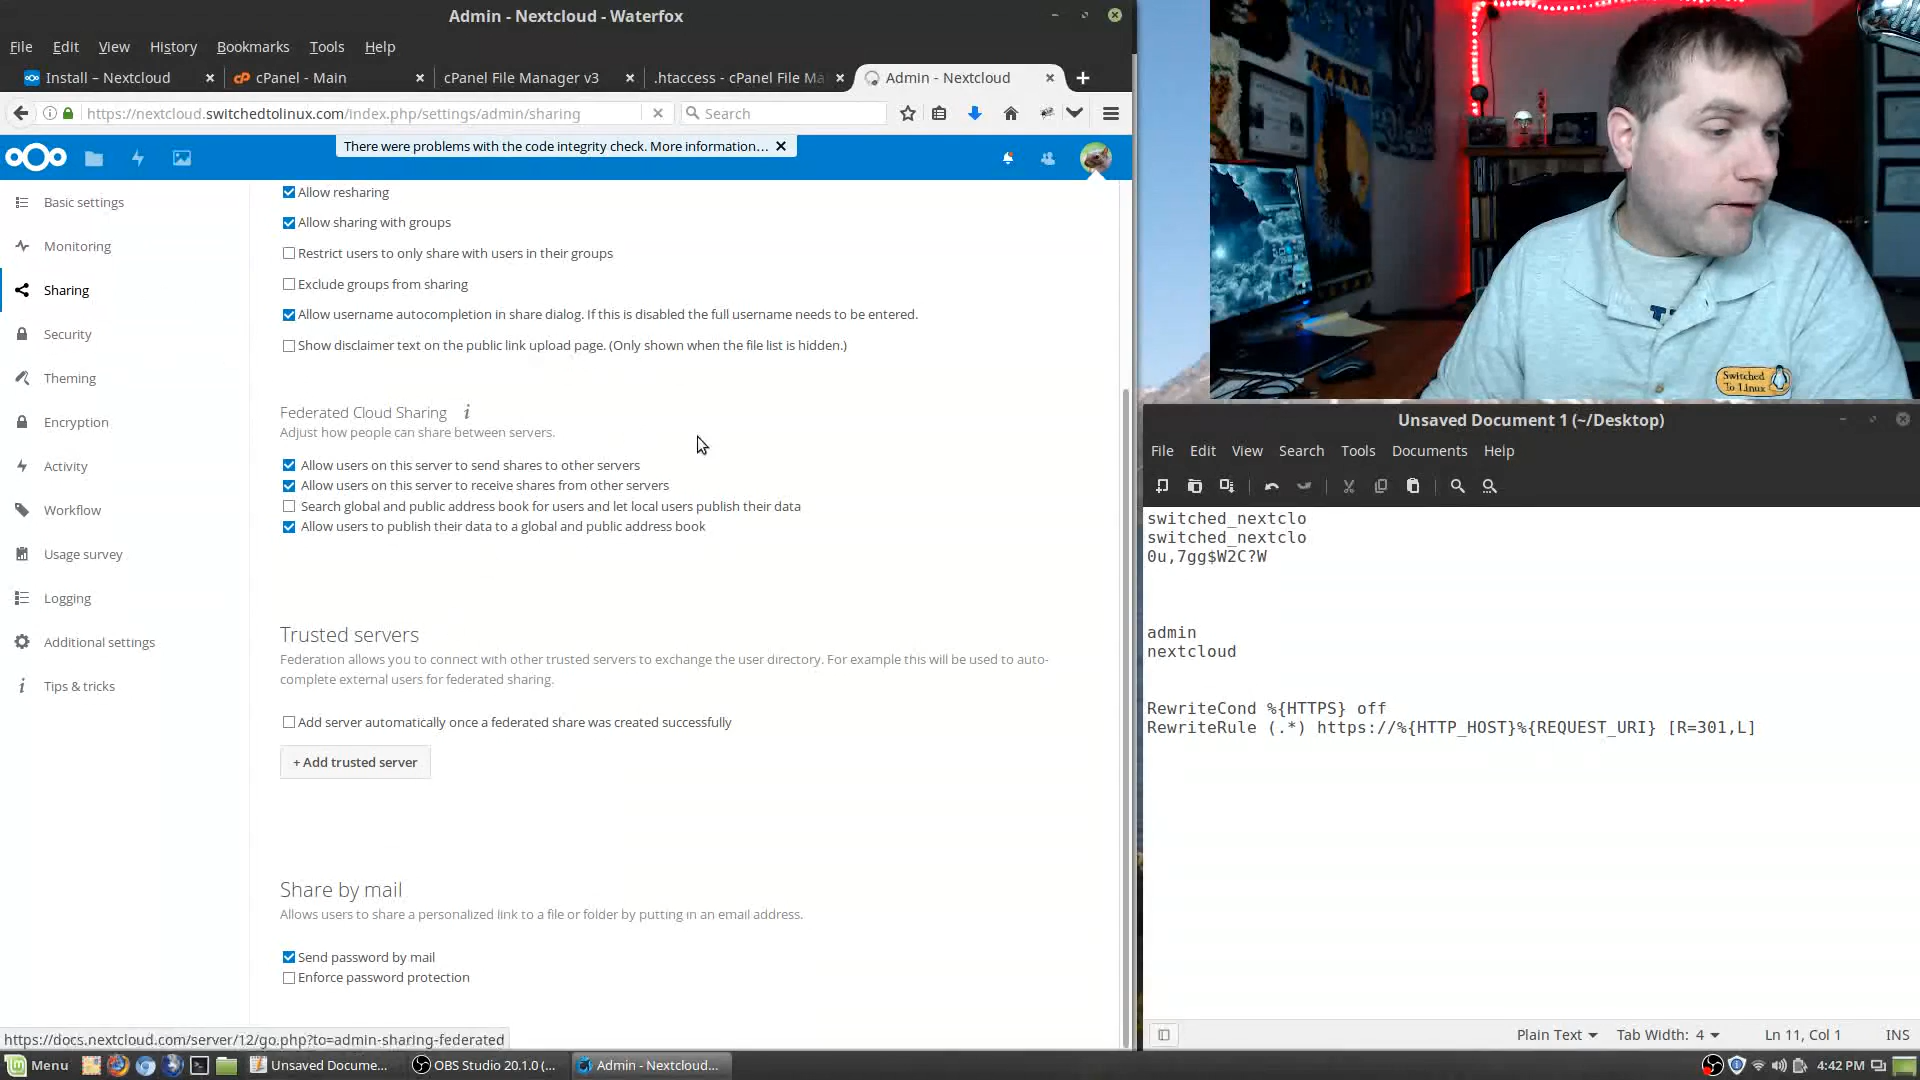 Admin - Nextcloud - Waterfox
File Edit View History Bookmarks Tools Help
Install – Nextcloud
cPanel - Main
cPanel File Manager v3
.htaccess - cPanel File Ma
Admin - Nextcloud
https://nextcloud.switchedtolinux.com/index.php/settings/admin/sharing
Search
There were problems with the code integrity check. More information…
Basic settings
Monitoring
Sharing
Security
Theming
Encryption
Activity
Workflow
Usage survey
Logging
Additional settings
Tips & tricks
Allow resharing
Allow sharing with groups
Restrict users to only share with users in their groups
Exclude groups from sharing
Allow username autocompletion in share dialog. If this is disabled the full username needs to be entered.
Show disclaimer text on the public link upload page. (Only shown when the file list is hidden.)
Federated Cloud Sharing
Adjust how people can share between servers.
Allow users on this server to send shares to other servers
Allow users on this server to receive shares from other servers
Search global and public address book for users and let local users publish their data
Allow users to publish their data to a global and public address book
Trusted servers
Federation allows you to connect with other trusted servers to exchange the user directory. For example this will be used to auto-
complete external users for federated sharing.
Add server automatically once a federated share was created successfully
+ Add trusted server
Share by mail
Allows users to share a personalized link to a file or folder by putting in an email address.
Send password by mail
Enforce password protection
https://docs.nextcloud.com/server/12/go.php?to=admin-sharing-federated
Switched
To Linux
Unsaved Document 1 (~/Desktop)
File Edit View Search Tools Documents Help
switched_nextclo
switched_nextclo
0u,7gg$W2C?W
admin
nextcloud
RewriteCond %{HTTPS} off
RewriteRule (.*) https://%{HTTP_HOST}%{REQUEST_URI} [R=301,L]
Plain Text
Tab Width: 4
Ln 11, Col 1
INS
Menu
Unsaved Docume...
OBS Studio 20.1.0 (...
Admin - Nextcloud...
4:42 PM